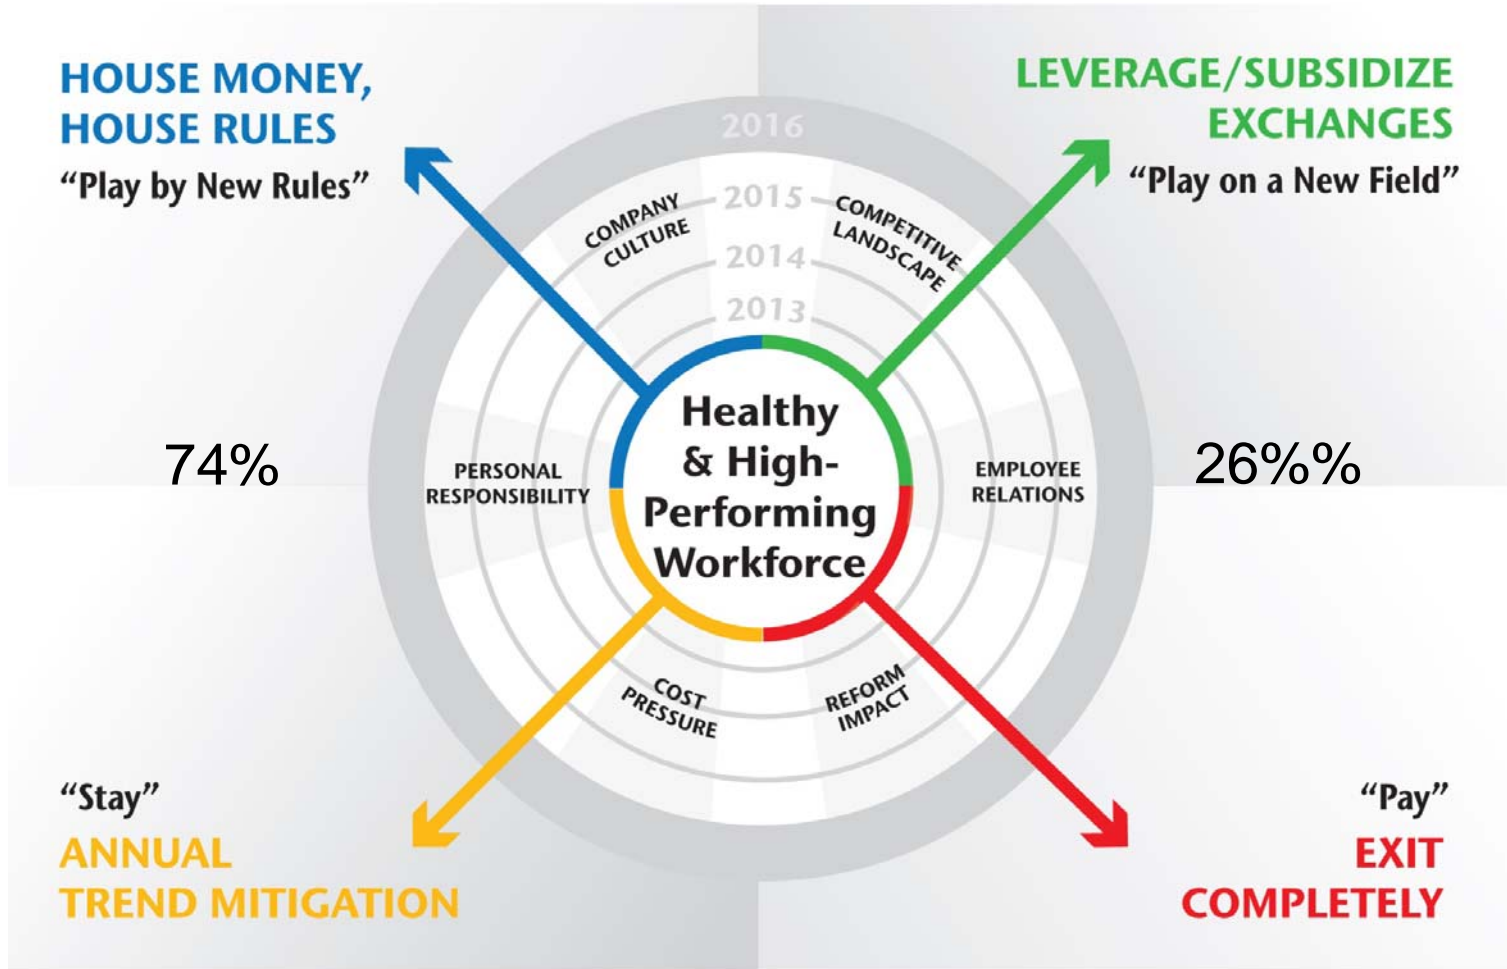 HOUSE MONEY,
HOUSE RULES
“Play by New Rules”
LEVERAGE/SUBSIDIZE
EXCHANGES
“Play on a New Field”
2016
2015
2014
2013
COMPANY
CULTURE
COMPETITIVE
LANDSCAPE
74%
PERSONAL
RESPONSIBILITY
Healthy
& High-
Performing
Workforce
EMPLOYEE
RELATIONS
26%%
COST
PRESSURE
REFORM
IMPACT
“Stay”
ANNUAL
TREND MITIGATION
“Pay”
EXIT
COMPLETELY